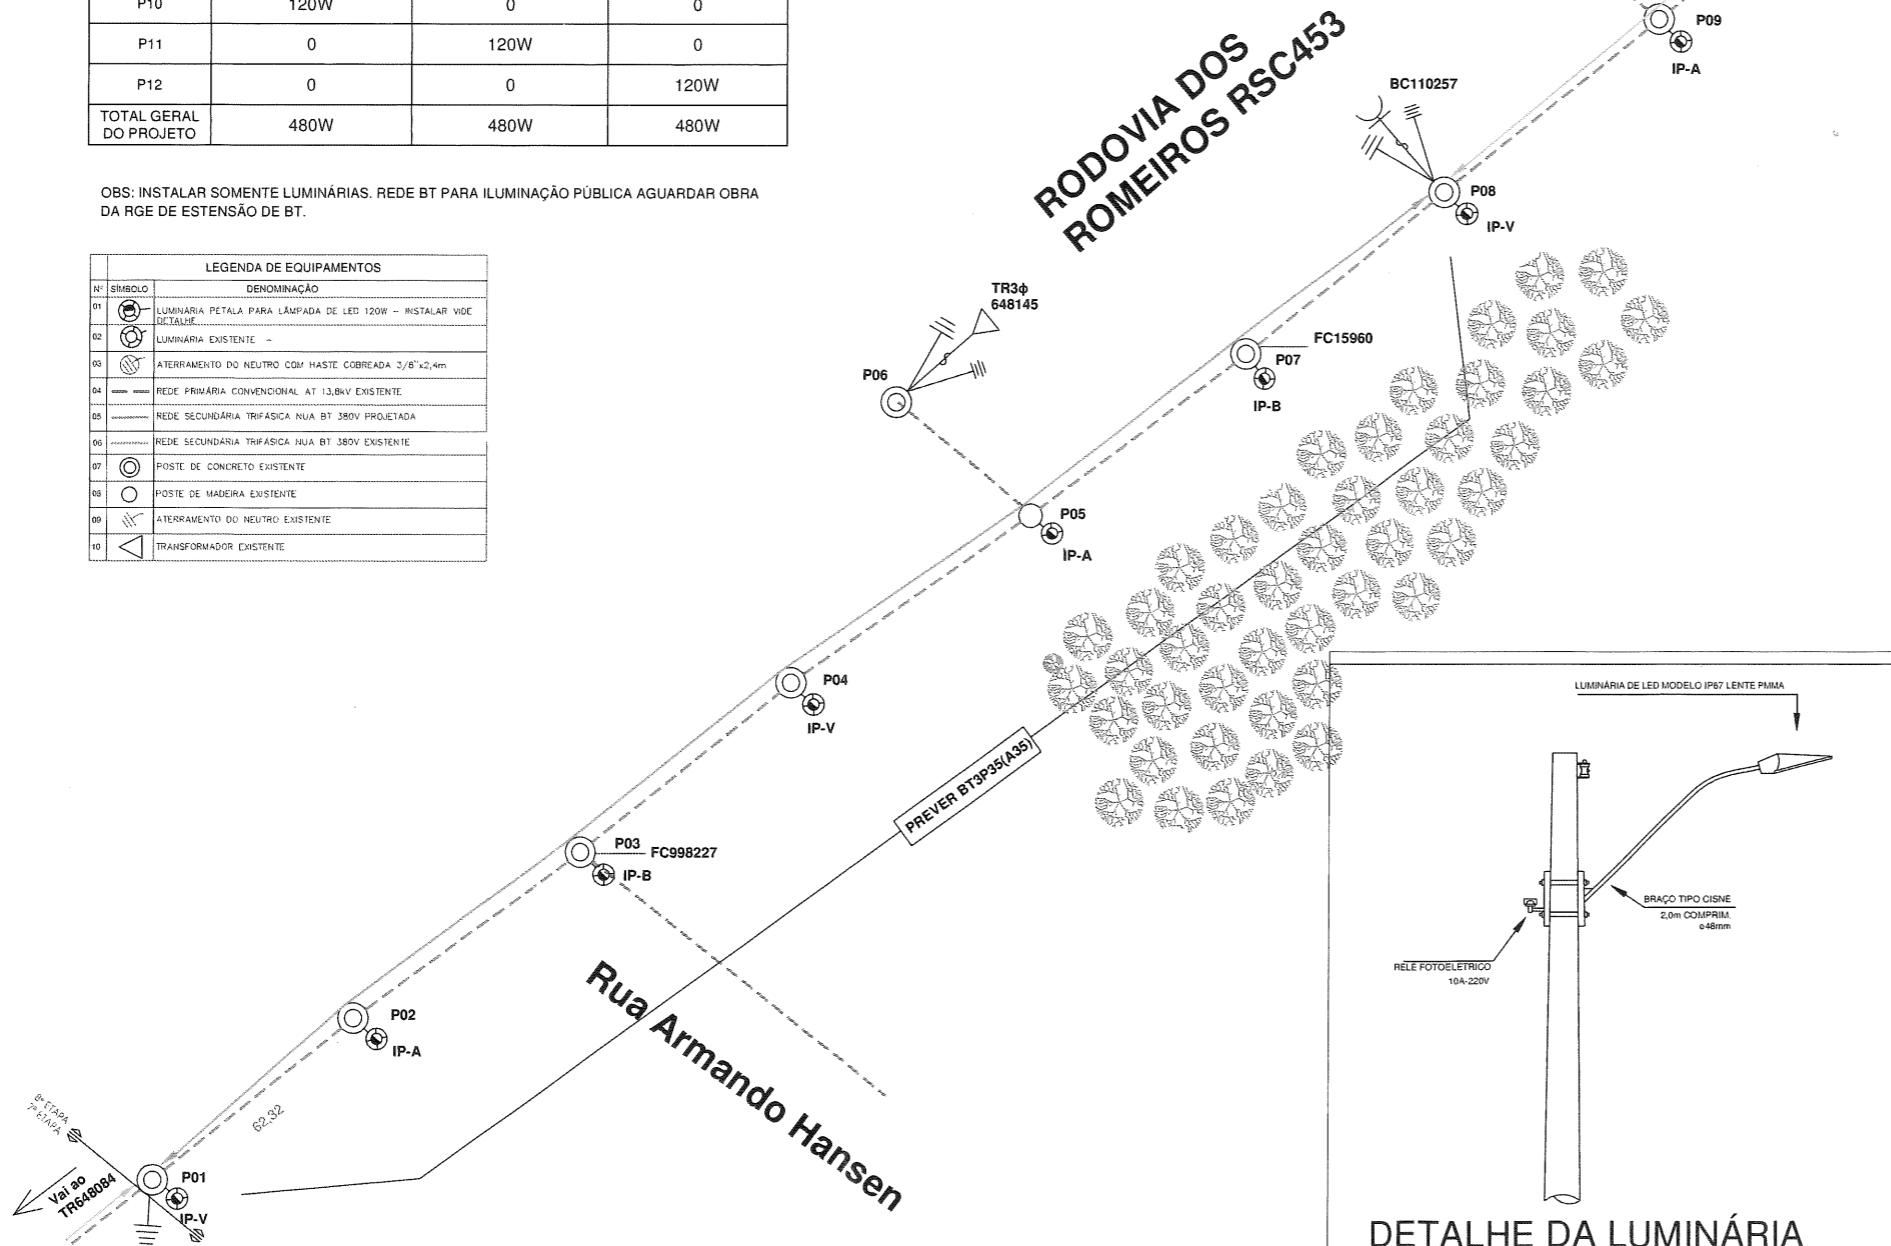 P10 120W 0 0
P11 0 120W 0
P12 0 0 120W
TOTAL GERAL
DO PROJETO 480W 480W 480W
OBS: INSTALAR SOMENTE LUMINÁRIAS. REDE BT PARA ILUMINAÇÃO PÚBLICA AGUARDAR OBRA
DA RGE DE ESTENSÃO DE BT.
LEGENDA DE EQUIPAMENTOS
Nº SÍMBOLO DENOMINAÇÃO
01 LUMINÁRIA PÉTALA PARA LÂMPADA DE LED 120W - INSTALAR VIDE
DETALHE
02 LUMINÁRIA EXISTENTE -
03 ATERRAMENTO DO NEUTRO COM HASTE COBREADA 3/8"x2,4m
04 REDE PRIMÁRIA CONVENCIONAL AT 13,8kV EXISTENTE
05 REDE SECUNDÁRIA TRIFÁSICA NUA BT 380V PROJETADA
06 REDE SECUNDÁRIA TRIFÁSICA NUA BT 380V EXISTENTE
07 POSTE DE CONCRETO EXISTENTE
08 POSTE DE MADEIRA EXISTENTE
09 ATERRAMENTO DO NEUTRO EXISTENTE
10 TRANSFORMADOR EXISTENTE
RODOVIA DOS
ROMEIROS RSC453
P09
IP-A
BC110257
P08
IP-V
TR3ϕ
648145
P06
FC15960
P07
IP-B
P05
IP-A
P04
IP-V
PREVER BT3P35(A35)
P03
FC998227
IP-B
Rua Armando Hansen
P02
IP-A
62,32
8ª ETAPA
7ª ETAPA
Vai ao
TR648084
P01
IP-V
LUMINÁRIA DE LED MODELO IP67 LENTE PMMA
BRAÇO TIPO CISNE
2,0m COMPRIM.
ø48mm
RELÉ FOTOELÉTRICO
10A-220V
DETALHE DA LUMINÁRIA